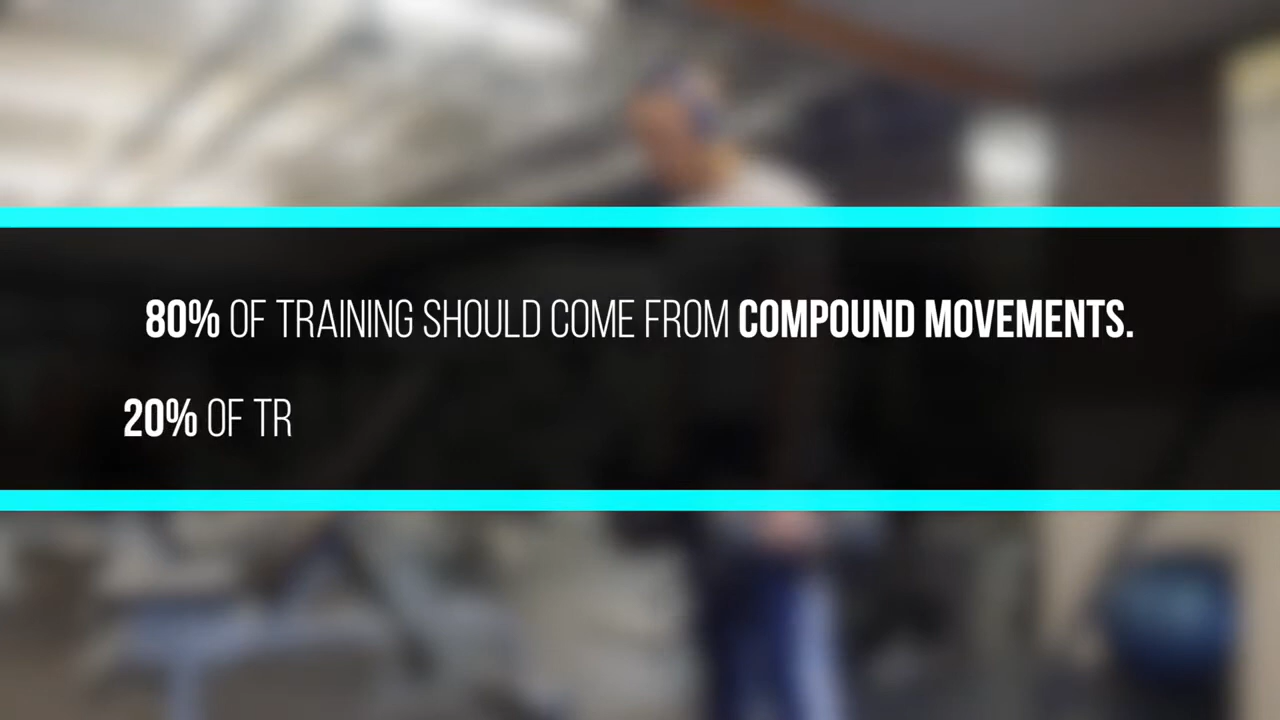 80% OF TRAINING SHOULD COME FROM COMPOUND MOVEMENTS.
20% OF TR